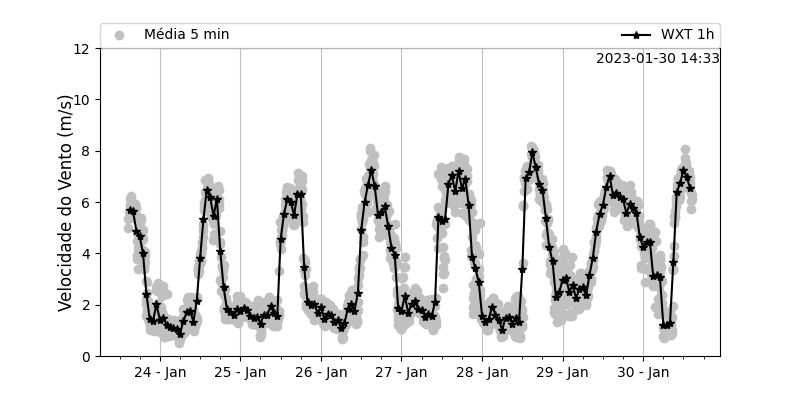 Média 5 min
WXT 1h
2023-01-30 14:33
Velocidade do Vento (m/s)
12
10
8
6
4
2
0
24 - Jan
25 - Jan
26 - Jan
27 - Jan
28 - Jan
29 - Jan
30 - Jan